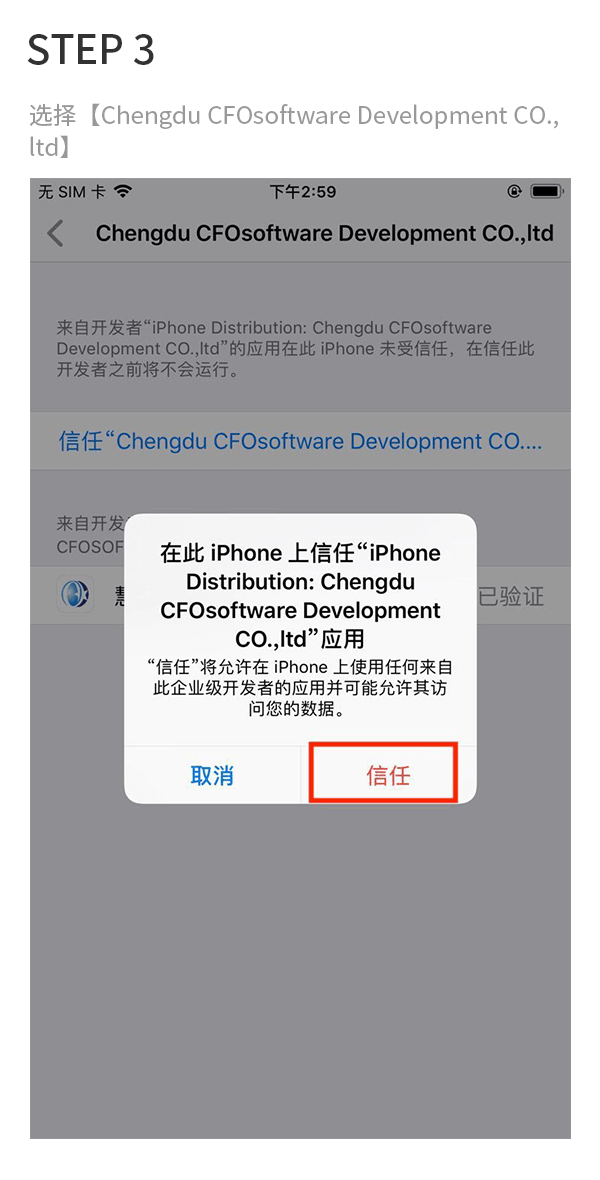 STEP 3
选择【Chengdu CFOsoftware Development CO.,
ltd】
无 SIM 卡
下午2:59
Chengdu CFOsoftware Development CO.,ltd
来自开发者“iPhone Distribution: Chengdu CFOsoftware
Development CO.,ltd”的应用在此 iPhone 未受信任，在信任此
开发者之前将不会运行。
信任“Chengdu CFOsoftware Development CO....
来自开发
CFOSOF
已验证
在此 iPhone 上信任“iPhone
Distribution: Chengdu
CFOsoftware Development
CO.,ltd”应用
“信任”将允许在 iPhone 上使用任何来自
此企业级开发者的应用并可能允许其访
问您的数据。
取消
信任